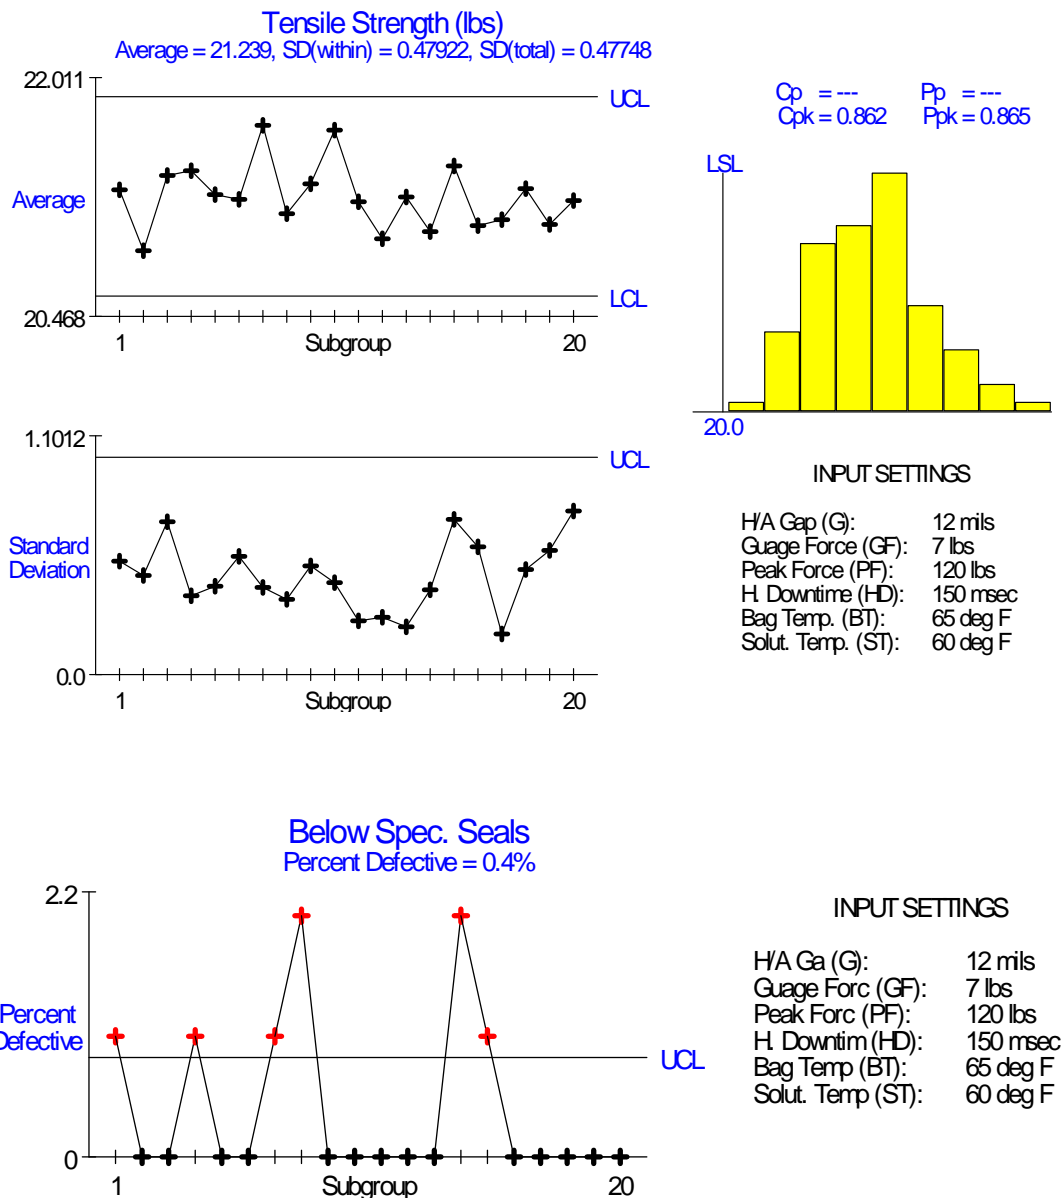 Tensile Strength (lbs)
Average = 21.239, SD(within) = 0.47922, SD(total) = 0.47748
22.011
UCL
Average
LCL
20.468
1
Subgroup
20
Cp = ---
Pp = ---
Cpk = 0.862
Ppk = 0.865
LSL
20.0
1.1012
UCL
Standard
Deviation
0.0
1
Subgroup
20
INPUT SETTINGS
H/A Gap (G): 12 mils
Guage Force (GF): 7 lbs
Peak Force (PF): 120 lbs
H. Downtime (HD): 150 msec
Bag Temp. (BT): 65 deg F
Solut. Temp. (ST): 60 deg F
Below Spec. Seals
Percent Defective = 0.4%
2.2
Percent
Defective
UCL
0
1
Subgroup
20
INPUT SETTINGS
H/A Ga (G): 12 mils
Guage Forc (GF): 7 lbs
Peak Forc (PF): 120 lbs
H. Downtim (HD): 150 msec
Bag Temp (BT): 65 deg F
Solut. Temp (ST): 60 deg F